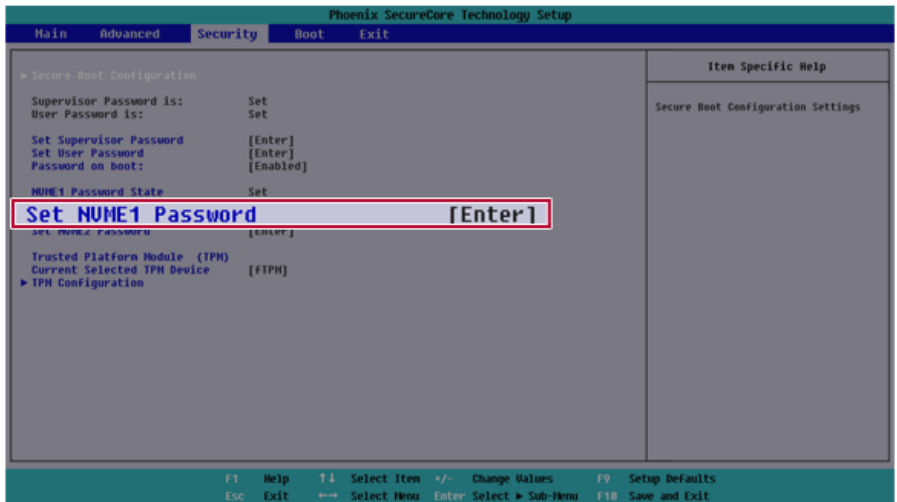 Phoenix SecureCore Technology Setup
Main Advanced Security Boot Exit
▶ Secure Boot Configuration
Supervisor Password is: Set
User Password is: Set
Set Supervisor Password [Enter]
Set User Password [Enter]
Password on boot: [Enabled]
NVME1 Password State Set
Set NVME1 Password [Enter]
Set NVME2 Password [Enter]
Trusted Platform Module (TPM)
Current Selected TPM Device [fTPM]
▶ TPM Configuration
Item Specific Help
Secure Boot Configuration Settings
F1 Help ↑↓ Select Item +/- Change Values F9 Setup Defaults
Esc Exit ←→ Select Menu Enter Select ▶ Sub-Menu F10 Save and Exit